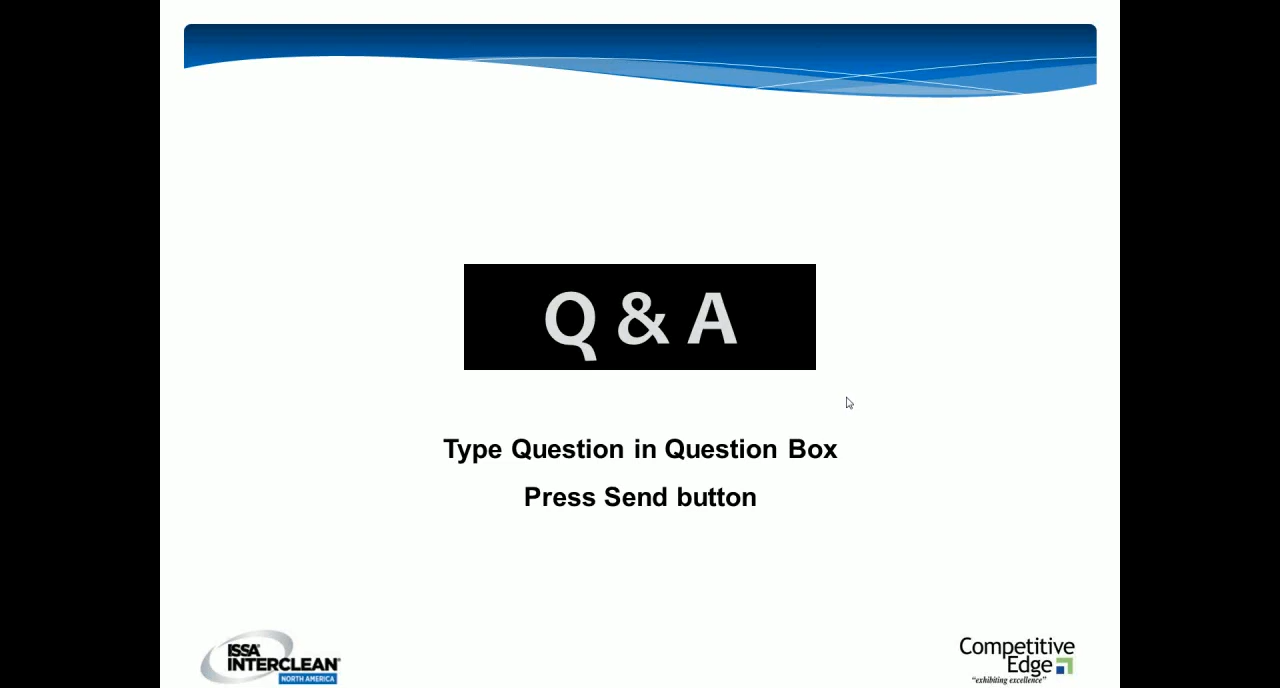 Q & A
Type Question in Question Box
Press Send button
ISSA
INTERCLEAN
NORTH AMERICA
Competitive
Edge
"exhibiting excellence"